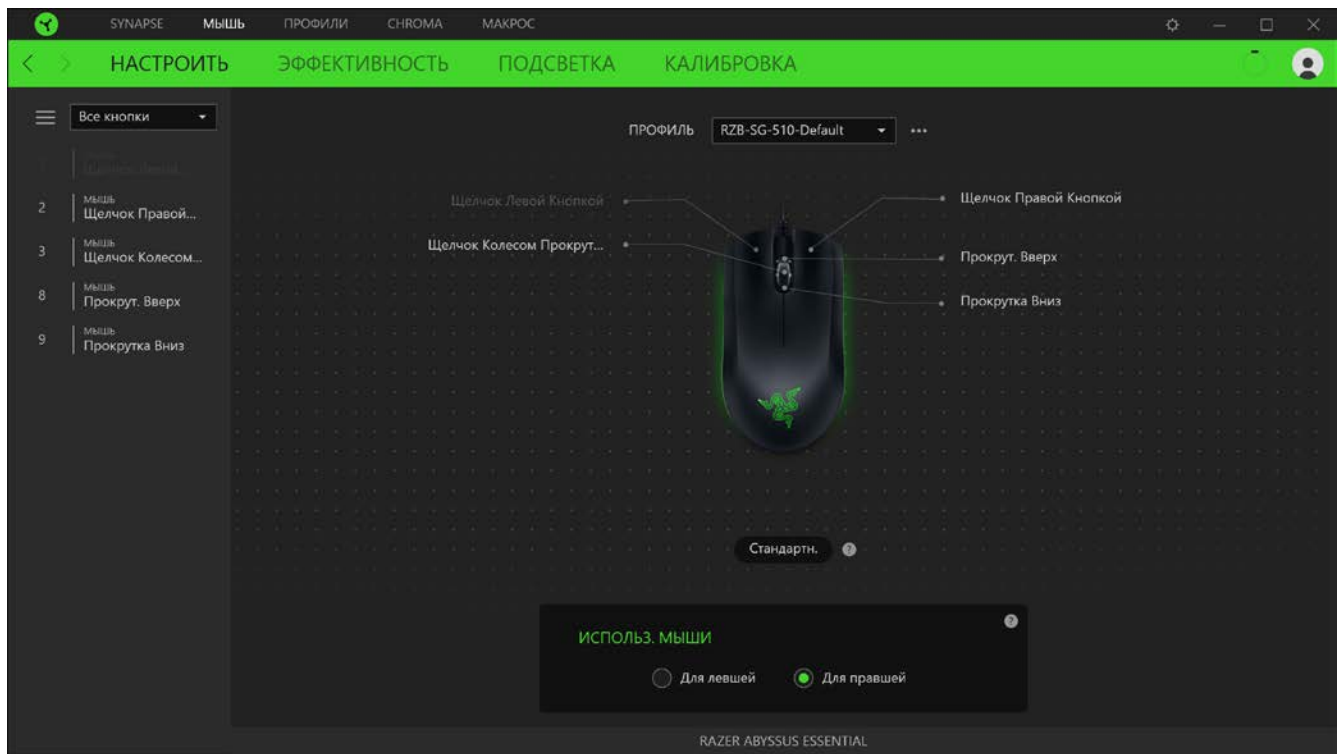 SYNAPSE МЫШЬ ПРОФИЛИ CHROMA МАКРОС
НАСТРОИТЬ ЭФФЕКТИВНОСТЬ ПОДСВЕТКА КАЛИБРОВКА
Все кнопки
ПРОФИЛЬ RZB-SG-510-Default
2 МЫШЬ
Щелчок Правой...
3 МЫШЬ
Щелчок Колесом...
8 МЫШЬ
Прокрут. Вверх
9 МЫШЬ
Прокрутка Вниз
Щелчок Левой Кнопкой
Щелчок Колесом Прокрут...
Щелчок Правой Кнопкой
Прокрут. Вверх
Прокрутка Вниз
Стандартн. ?
ИСПОЛЬЗ. МЫШИ ?
Для левшей Для правшей
RAZER ABYSSUS ESSENTIAL